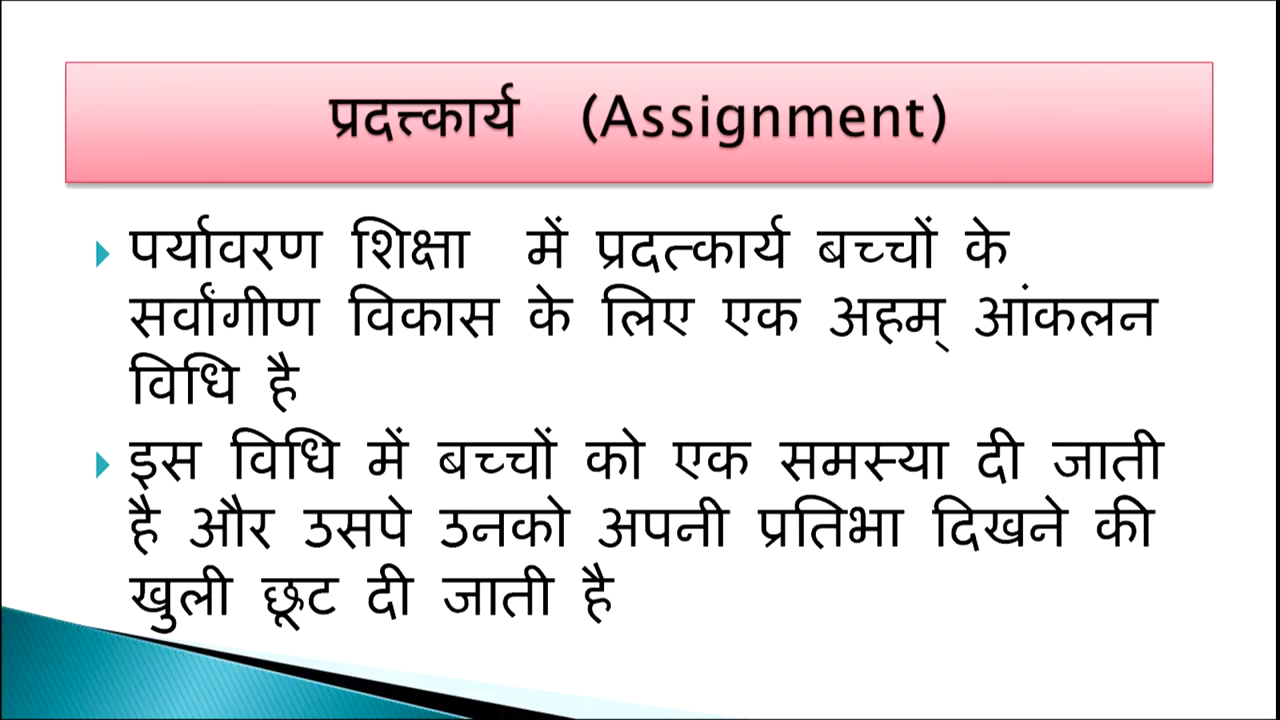 प्रदत्त्कार्य (Assignment)
पर्यावरण शिक्षा में प्रदत्कार्य बच्चों के
सर्वांगीण विकास के लिए एक अहम् आंकलन
विधि है
इस विधि में बच्चों को एक समस्या दी जाती
है और उसपे उनको अपनी प्रतिभा दिखने की
खुली छूट दी जाती है